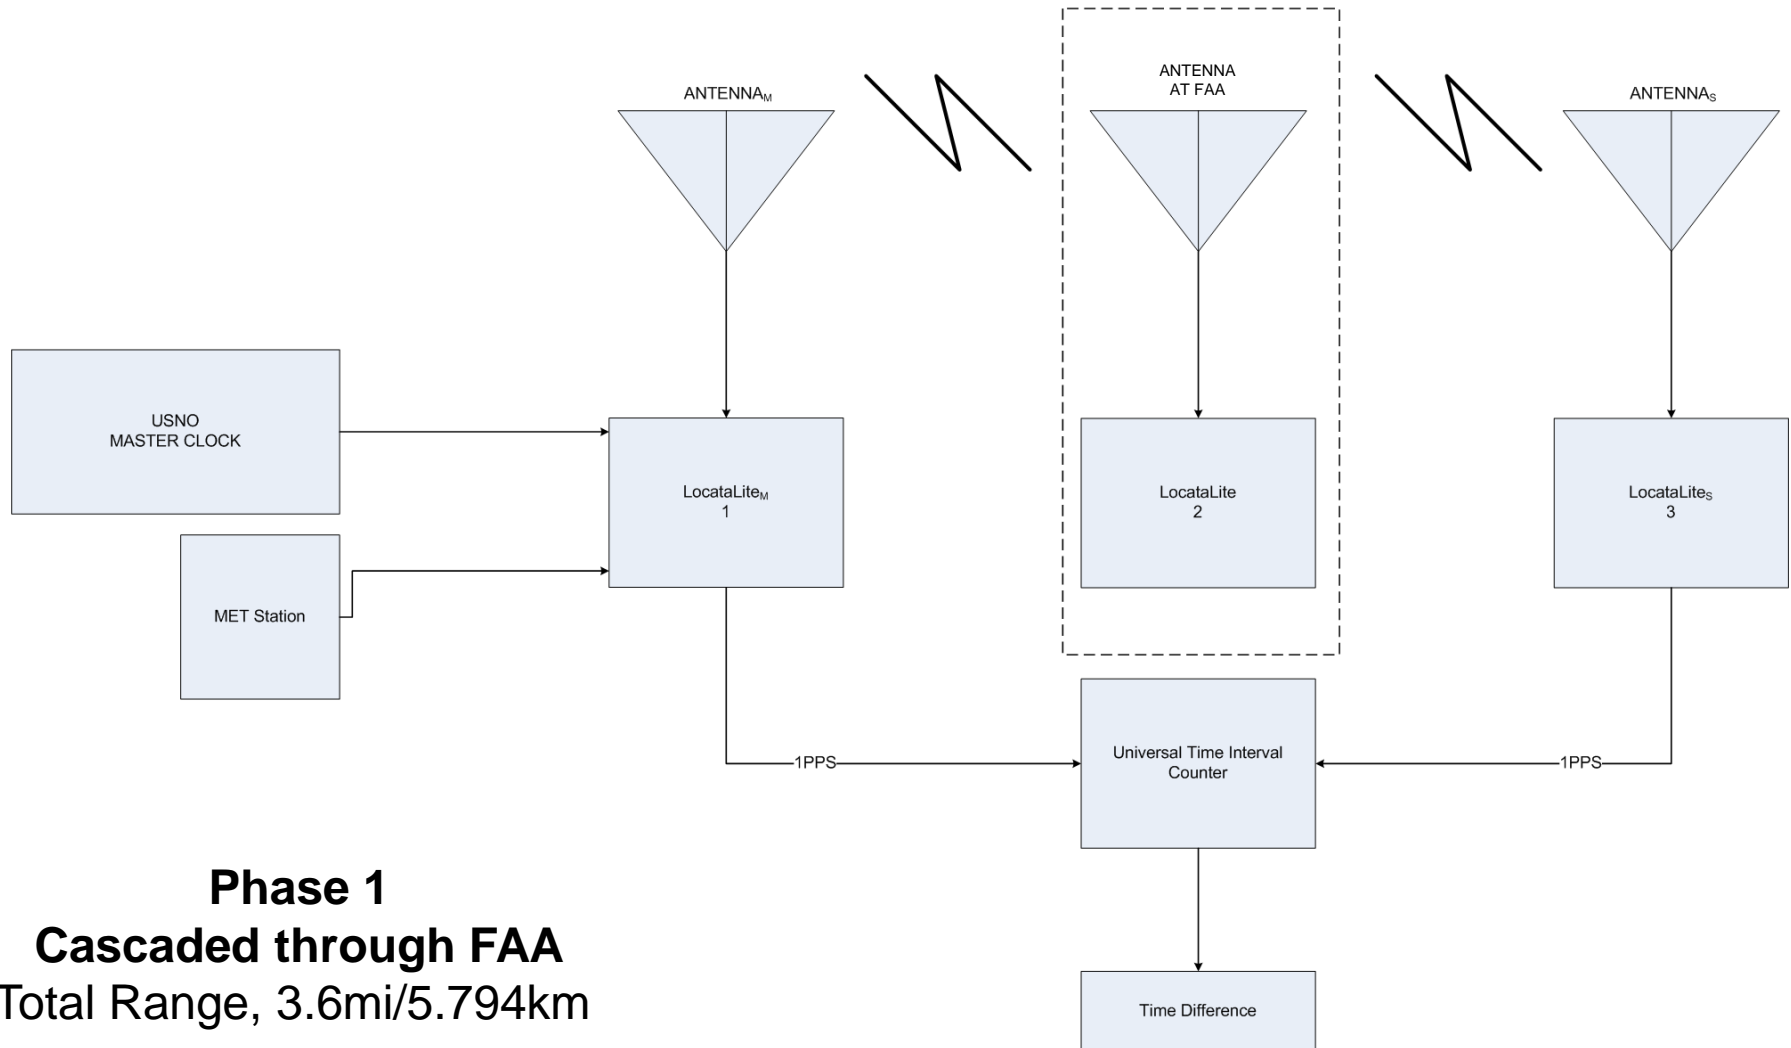 ANTENNA
AT FAA
ANTENNAM
ANTENNAS
USNO
MASTER CLOCK
LocataLiteM
1
LocataLite
2
LocataLiteS
3
MET Station
1PPS
Universal Time Interval
Counter
1PPS
Phase 1
Cascaded through FAA
Total Range, 3.6mi/5.794km
Time Difference